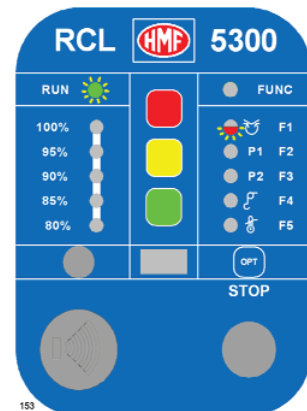 RCL HMF 5300
RUN FUNC
100% F1
95% P1 F2
90% P2 F3
85% F4
80% F5
OPT
STOP
153